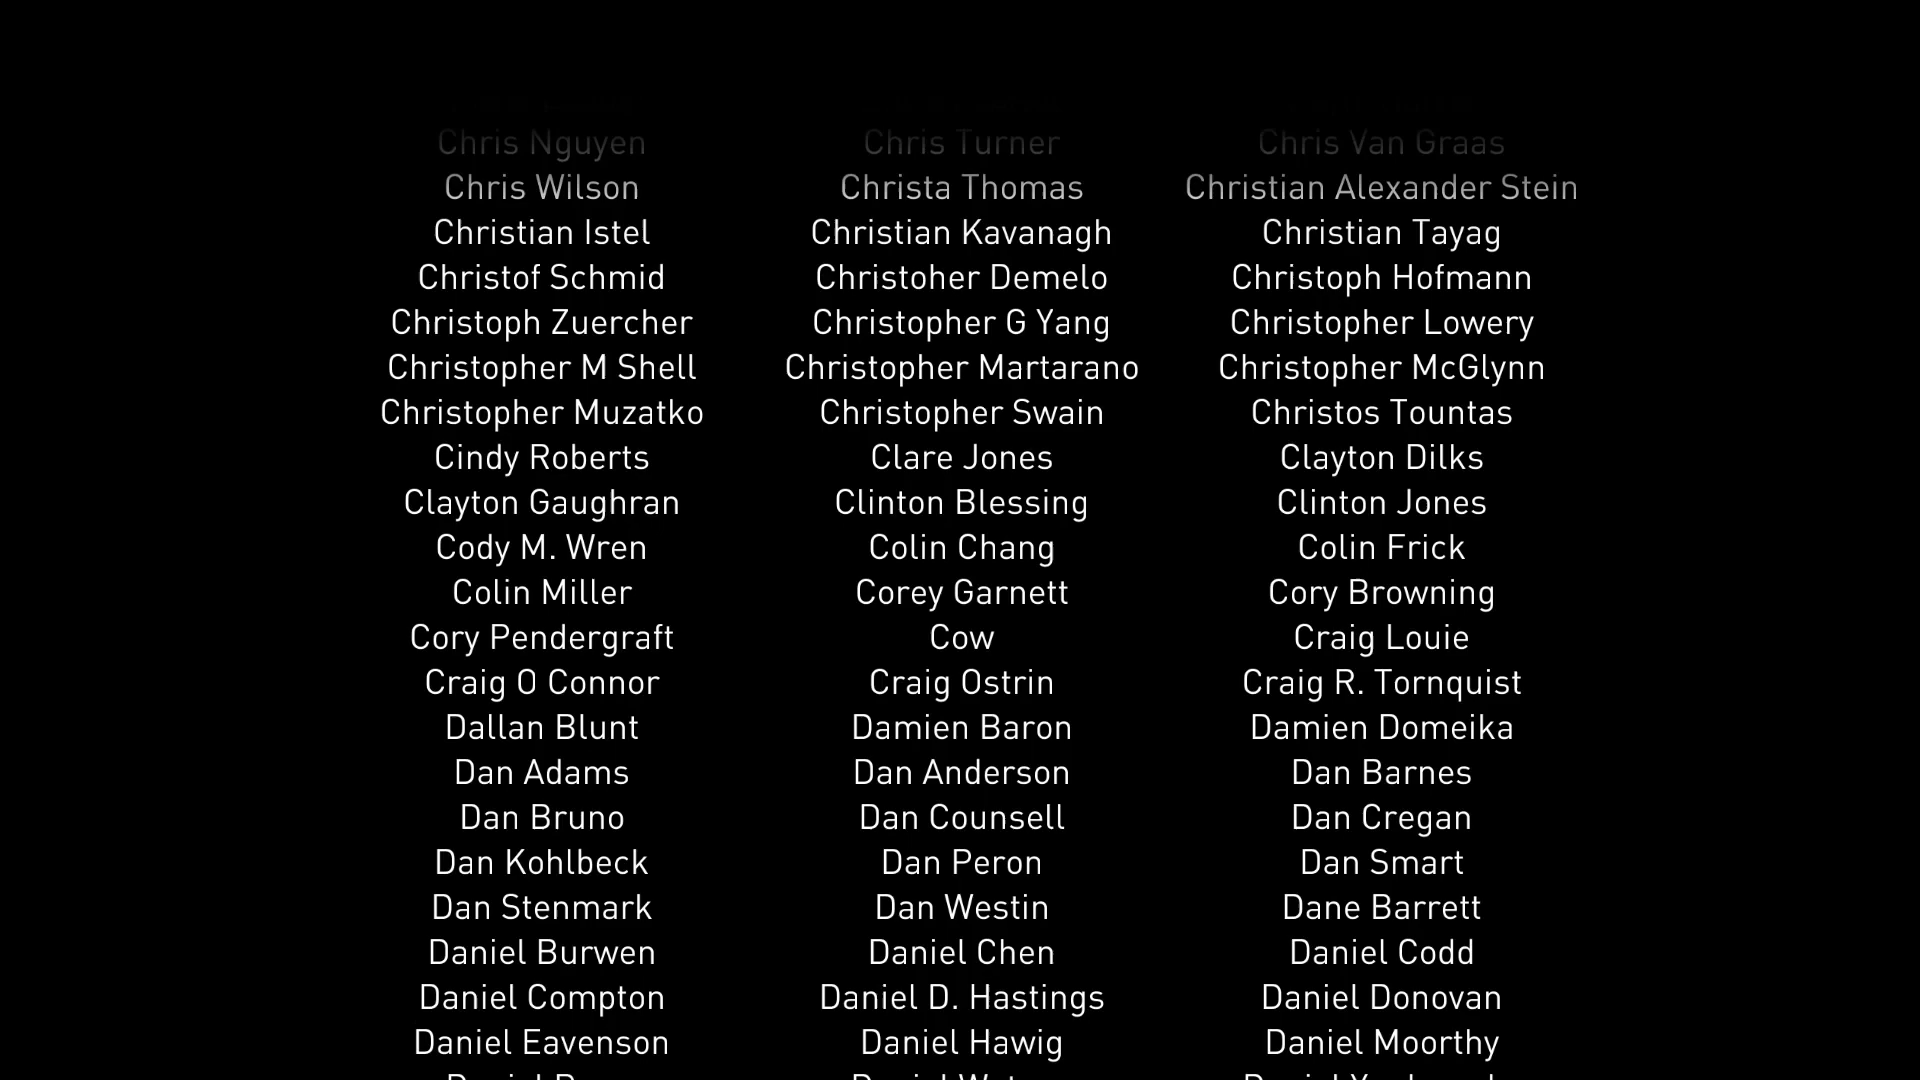 Chris Nguyen Chris Turner Chris Van Graas
Chris Wilson Christa Thomas Christian Alexander Stein
Christian Istel Christian Kavanagh Christian Tayag
Christof Schmid Christoher Demelo Christoph Hofmann
Christoph Zuercher Christopher G Yang Christopher Lowery
Christopher M Shell Christopher Martarano Christopher McGlynn
Christopher Muzatko Christopher Swain Christos Tountas
Cindy Roberts Clare Jones Clayton Dilks
Clayton Gaughran Clinton Blessing Clinton Jones
Cody M. Wren Colin Chang Colin Frick
Colin Miller Corey Garnett Cory Browning
Cory Pendergraft Cow Craig Louie
Craig O Connor Craig Ostrin Craig R. Tornquist
Dallan Blunt Damien Baron Damien Domeika
Dan Adams Dan Anderson Dan Barnes
Dan Bruno Dan Counsell Dan Cregan
Dan Kohlbeck Dan Peron Dan Smart
Dan Stenmark Dan Westin Dane Barrett
Daniel Burwen Daniel Chen Daniel Codd
Daniel Compton Daniel D. Hastings Daniel Donovan
Daniel Eavenson Daniel Hawig Daniel Moorthy
Daniel Daniel Daniel